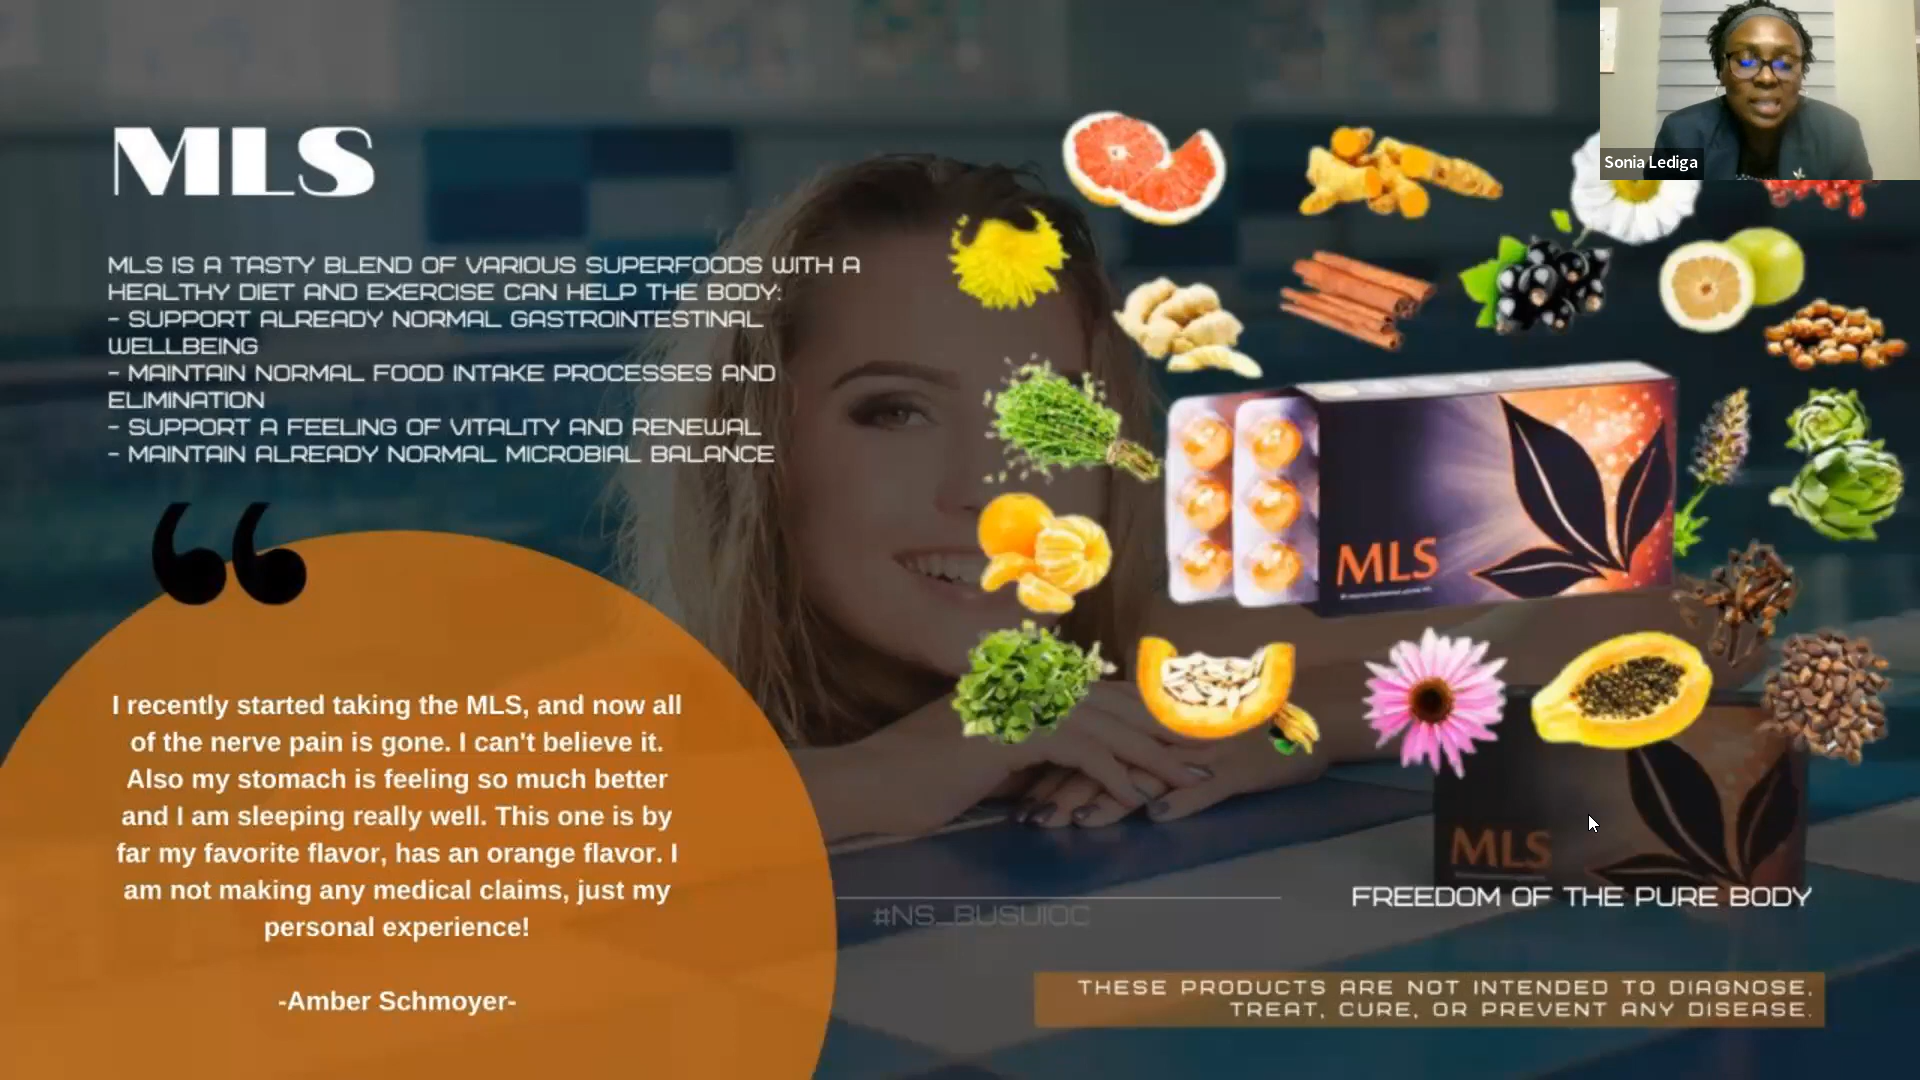 Sonia Lediga
MLS
MLS IS A TASTY BLEND OF VARIOUS SUPERFOODS WITH A
HEALTHY DIET AND EXERCISE CAN HELP THE BODY:
- SUPPORT ALREADY NORMAL GASTROINTESTINAL
WELLBEING
- MAINTAIN NORMAL FOOD INTAKE PROCESSES AND
ELIMINATION
- SUPPORT A FEELING OF VITALITY AND RENEWAL
- MAINTAIN ALREADY NORMAL MICROBIAL BALANCE
MLS
“
I recently started taking the MLS, and now all
of the nerve pain is gone. I can't believe it.
Also my stomach is feeling so much better
and I am sleeping really well. This one is by
far my favorite flavor, has an orange flavor. I
am not making any medical claims, just my
personal experience!
-Amber Schmoyer-
MLS
FREEDOM OF THE PURE BODY
#NS_BUSUIOC
THESE PRODUCTS ARE NOT INTENDED TO DIAGNOSE,
TREAT, CURE, OR PREVENT ANY DISEASE.